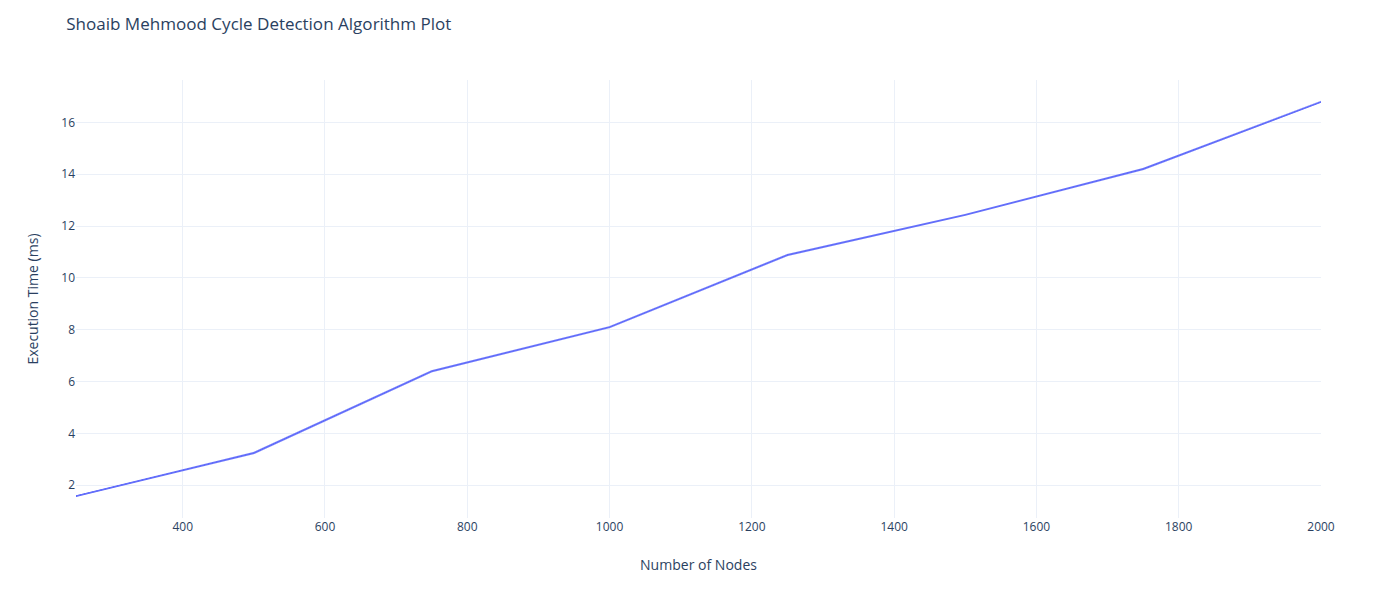 Shoaib Mehmood Cycle Detection Algorithm Plot
16
14
12
10
8
6
4
2
Execution Time (ms)
400 600 800 1000 1200 1400 1600 1800 2000
Number of Nodes